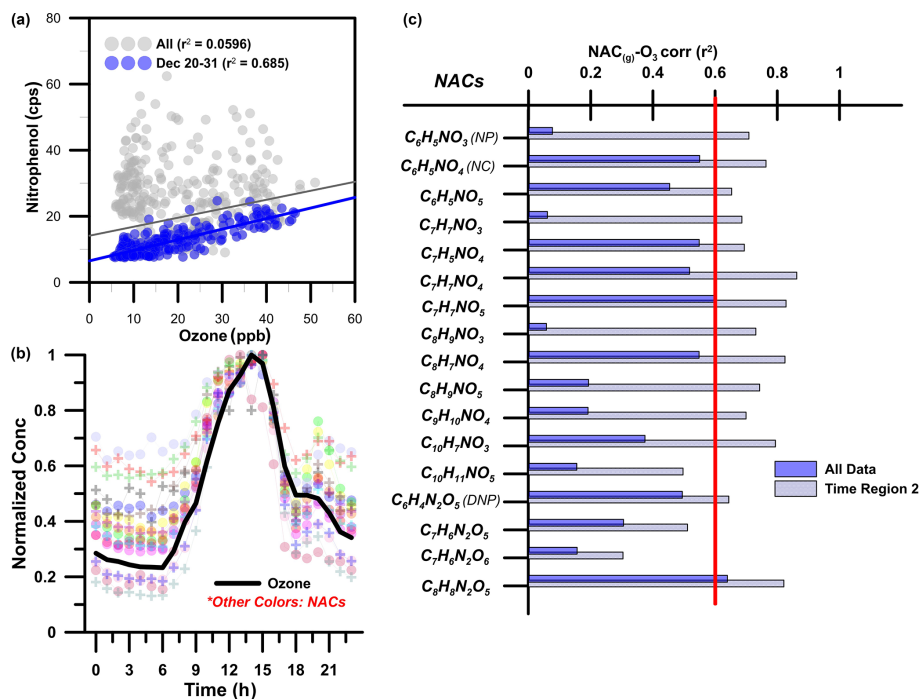 (a)
80
60
40
20
0
Nitrophenol (cps)
All (r² = 0.0596)
Dec 20-31 (r² = 0.685)
0 10 20 30 40 50 60
Ozone (ppb)
(b)
1
0.8
0.6
0.4
0.2
0
Normalized Conc
Ozone
*Other Colors: NACs
0 3 6 9 12 15 18 21
Time (h)
(c)
NAC(g)-O₃ corr (r²)
NACs
0 0.2 0.4 0.6 0.8 1
C₆H₅NO₃ (NP)
C₆H₅NO₄ (NC)
C₆H₅NO₅
C₇H₇NO₃
C₇H₅NO₄
C₇H₇NO₄
C₇H₇NO₅
C₈H₉NO₃
C₈H₇NO₄
C₈H₉NO₅
C₉H₁₀NO₄
C₁₀H₇NO₃
C₁₀H₁₁NO₅
C₆H₄N₂O₅ (DNP)
C₇H₆N₂O₅
C₇H₆N₂O₆
C₈H₈N₂O₅
All Data
Time Region 2